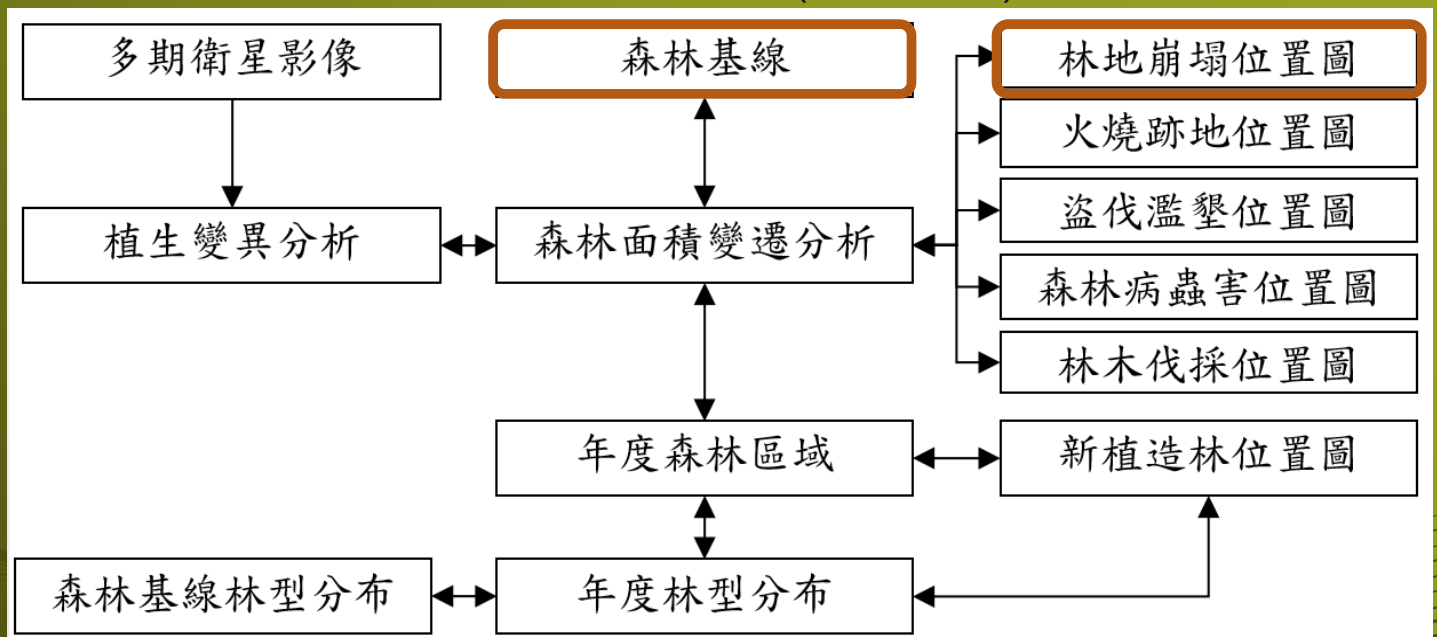 多期衛星影像
森林基線
林地崩塌位置圖
火燒跡地位置圖
盜伐濫墾位置圖
植生變異分析
森林面積變遷分析
森林病蟲害位置圖
林木伐採位置圖
年度森林區域
新植造林位置圖
森林基線林型分布
年度林型分布